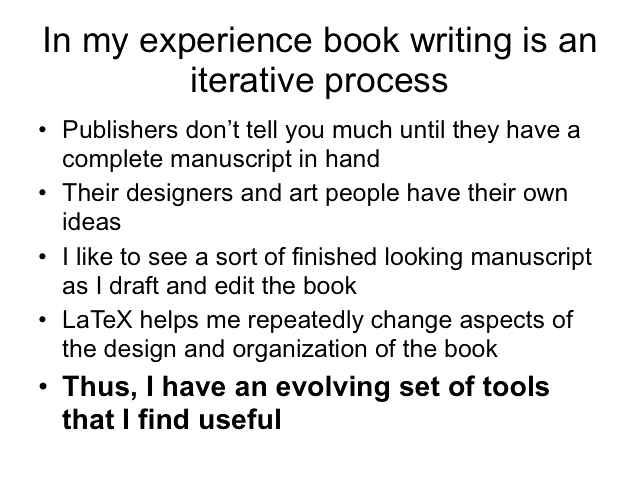 In my experience book writing is an
iterative process
• Publishers don’t tell you much until they have a
complete manuscript in hand
• Their designers and art people have their own
ideas
• I like to see a sort of finished looking manuscript
as I draft and edit the book
• LaTeX helps me repeatedly change aspects of
the design and organization of the book
• Thus, I have an evolving set of tools
that I find useful